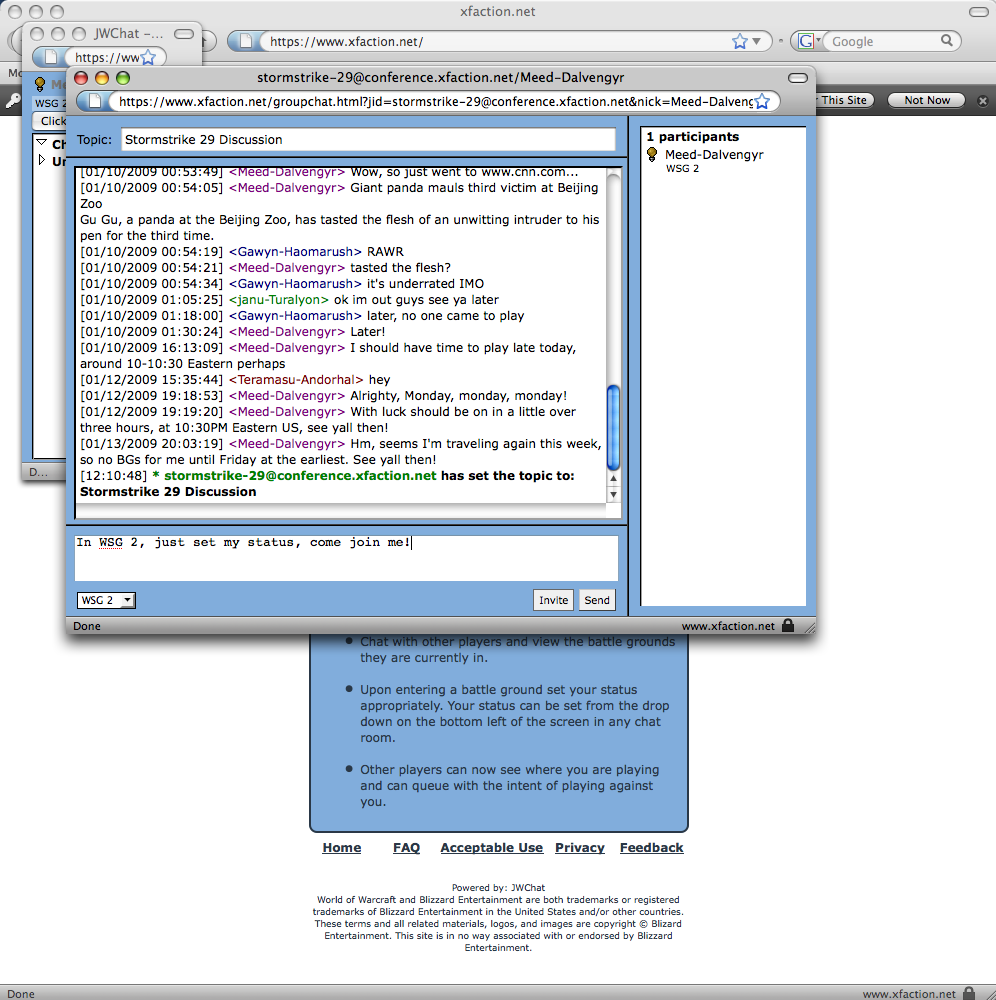 xfaction.net
JWChat –...
https://www.xfaction.net/
Google
https://ww
stormstrike-29@conference.xfaction.net/Meed-Dalvengyr
https://www.xfaction.net/groupchat.html?jid=stormstrike-29@conference.xfaction.net&nick=Meed-Dalveng
This Site
Not Now
WSG 2
Click
Ch
Un
D...
Topic:
Stormstrike 29 Discussion
1 participants
Meed-Dalvengyr
WSG 2
[01/10/2009 00:53:49] <Meed-Dalvengyr> Wow, so just went to www.cnn.com...
[01/10/2009 00:54:05] <Meed-Dalvengyr> Giant panda mauls third victim at Beijing
Zoo
Gu Gu, a panda at the Beijing Zoo, has tasted the flesh of an unwitting intruder to his
pen for the third time.
[01/10/2009 00:54:19] <Gawyn-Haomarush> RAWR
[01/10/2009 00:54:21] <Meed-Dalvengyr> tasted the flesh?
[01/10/2009 00:54:34] <Gawyn-Haomarush> it's underrated IMO
[01/10/2009 01:05:25] <janu-Turalyon> ok im out guys see ya later
[01/10/2009 01:18:00] <Gawyn-Haomarush> later, no one came to play
[01/10/2009 01:30:24] <Meed-Dalvengyr> Later!
[01/10/2009 16:13:09] <Meed-Dalvengyr> I should have time to play late today,
around 10-10:30 Eastern perhaps
[01/12/2009 15:35:44] <Teramasu-Andorhal> hey
[01/12/2009 19:18:53] <Meed-Dalvengyr> Alrighty, Monday, monday, monday!
[01/12/2009 19:19:20] <Meed-Dalvengyr> With luck should be on in a little over
three hours, at 10:30PM Eastern US, see yall then!
[01/13/2009 20:03:19] <Meed-Dalvengyr> Hm, seems I'm traveling again this week,
so no BGs for me until Friday at the earliest. See yall then!
[12:10:48] * stormstrike-29@conference.xfaction.net has set the topic to:
Stormstrike 29 Discussion
In WSG 2, just set my status, come join me!
WSG 2
Invite
Send
Done
www.xfaction.net
• Chat with other players and view the battle grounds
they are currently in.
• Upon entering a battle ground set your status
appropriately. Your status can be set from the drop
down on the bottom left of the screen in any chat
room.
• Other players can now see where you are playing
and can queue with the intent of playing against
you.
Home FAQ Acceptable Use Privacy Feedback
Powered by: JWChat
World of Warcraft and Blizzard Entertainment are both trademarks or registered
trademarks of Blizzard Entertainment in the United States and/or other countries.
These terms and all related materials, logos, and images are copyright © Blizzard
Entertainment. This site is in no way associated with or endorsed by Blizzard
Entertainment.
Done
www.xfaction.net